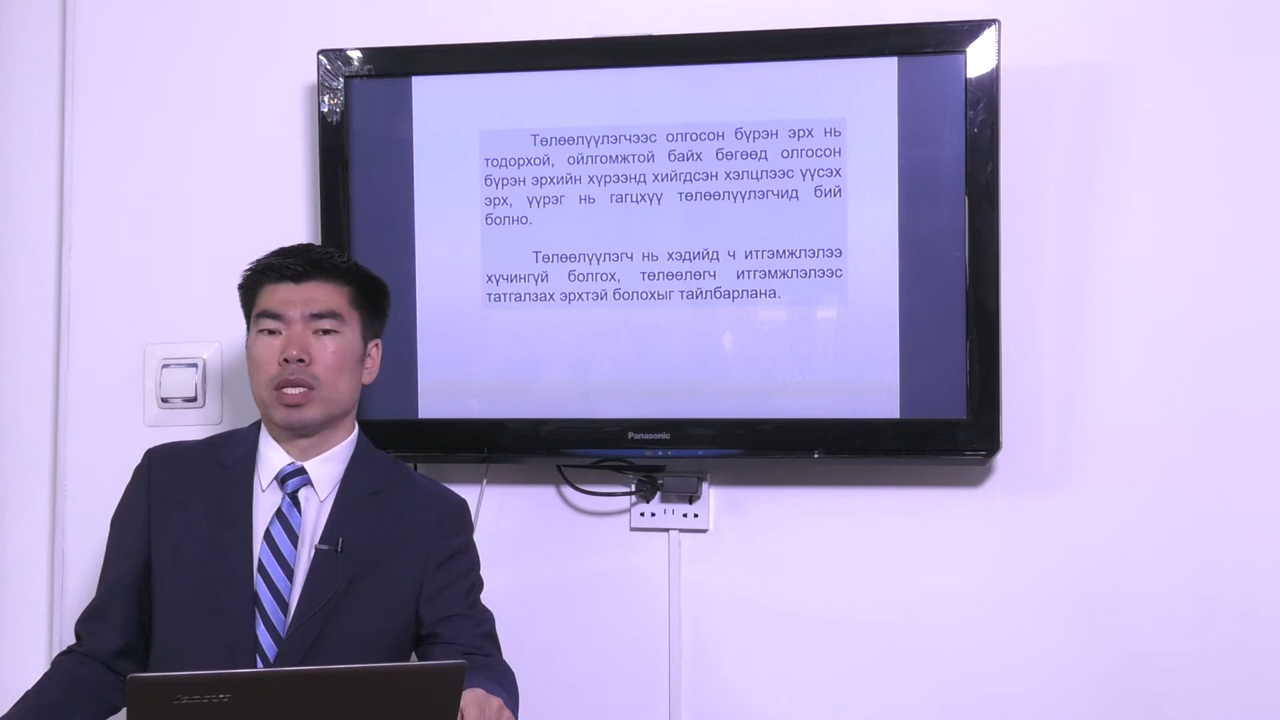 Төлөөлүүлэгчээс олгосон бүрэн эрх нь
тодорхой, ойлгомжтой байх бөгөөд олгосон
бүрэн эрхийн хүрээнд хийгдсэн хэлцлээс үүсэх
эрх, үүрэг нь гагцхүү төлөөлүүлэгчид бий
болно.
Төлөөлүүлэгч нь хэдийд ч итгэмжлэлээ
хүчингүй болгох, төлөөлөгч итгэмжлэлээс
татгалзах эрхтэй болохыг тайлбарлана.
Panasonic
lenovo